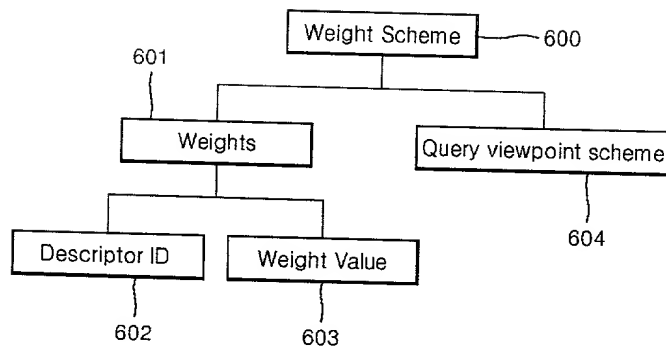 Weight Scheme
600
601
Weights
Query viewpoint scheme
604
Descriptor ID
Weight Value
602
603